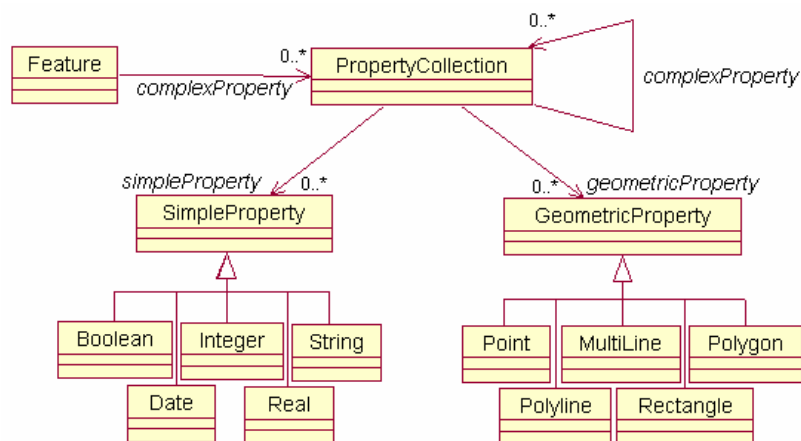 0..*
Feature
0..*
PropertyCollection
complexProperty
complexProperty
simpleProperty
0..*
0..*
geometricProperty
SimpleProperty
GeometricProperty
Boolean
Integer
String
Point
MultiLine
Polygon
Date
Real
Polyline
Rectangle